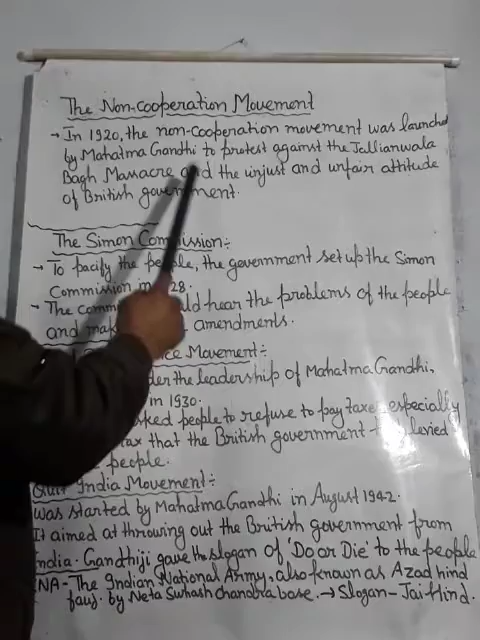 The Non-cooperation Movement
→ In 1920, the non-cooperation movement was launched
by Mahatma Gandhi to protest against the Jallianwala
Bagh Massacre and the unjust and unfair attitude
of British government.
The Simon Commission:-
→ To pacify the people, the government set up the Simon
Commission in 28.
→ The comm ld hear the problems of the people
and mak amendments.
ce Movement:-
der the leadership of Mahatma Gandhi,
in 1930.
sked people to refuse to pay taxes especially
tax that the British government levied
people.
Quit India Movement:-
was started by Mahatma Gandhi in August 1942.
It aimed at throwing out the British government from
India. Gandhiji gave the slogan of 'Do or Die' to the people
INA - The Indian National Army, also known as Azad hind
fauj. by Neta Suhash chandra bose. → Slogan - Jai Hind.